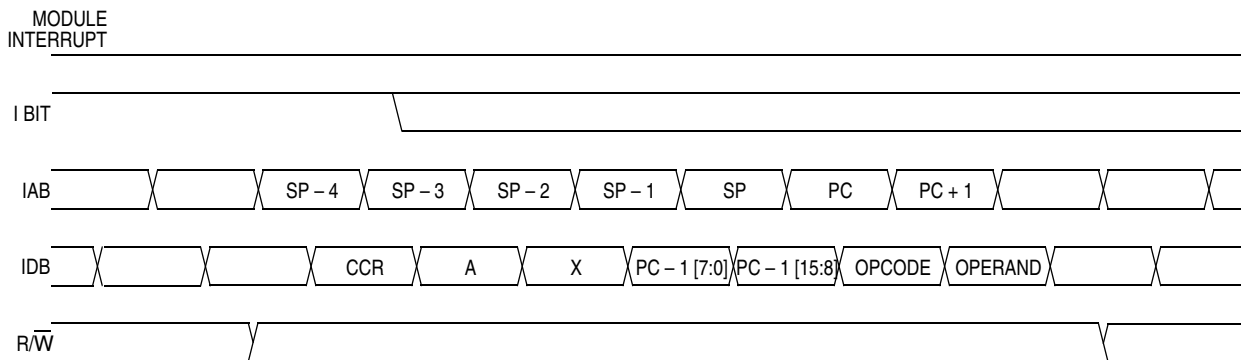 MODULE
INTERRUPT
I BIT
IAB SP – 4 SP – 3 SP – 2 SP – 1 SP PC PC + 1
IDB CCR A X PC – 1 [7:0] PC – 1 [15:8] OPCODE OPERAND
R/W̅